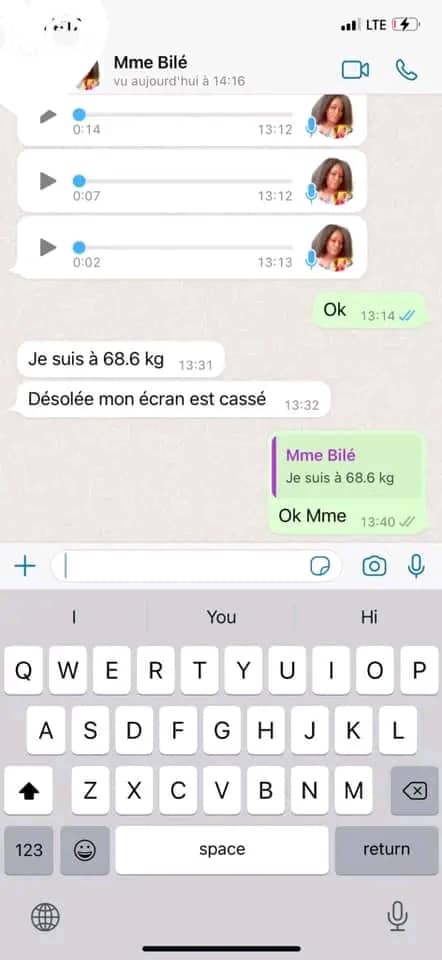 LTE
Mme Bilé
vu aujourd'hui à 14:16
0:14 13:12
0:07 13:12
0:02 13:13
Ok 13:14
Je suis à 68.6 kg 13:31
Désolée mon écran est cassé 13:32
Mme Bilé
Je suis à 68.6 kg
Ok Mme 13:40
I You Hi
Q W E R T Y U I O P
A S D F G H J K L
Z X C V B N M
123 space return